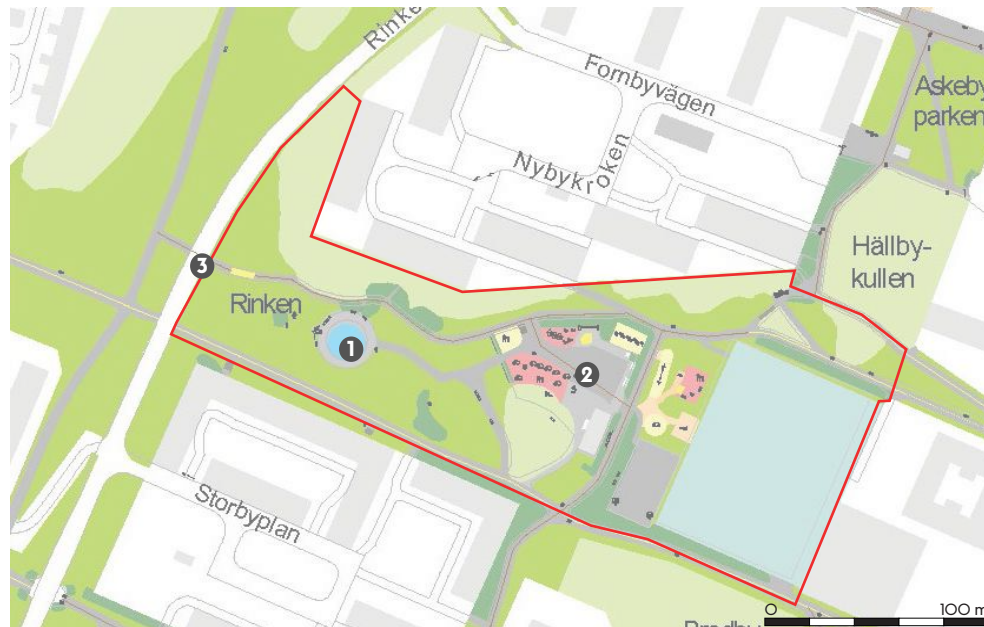 Rinken
Fornbyvägen
Askeby
parken
Nybykroken
Hällby-
kullen
3
Rinken
1
2
Storbyplan
0
100 m